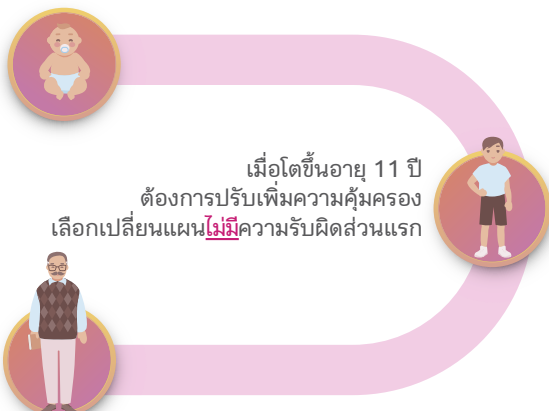 เมื่อโตขึ้นอายุ 11 ปี
ต้องการปรับเพิ่มความคุ้มครอง
เลือกเปลี่ยนแผนไม่มีความรับผิดส่วนแรก